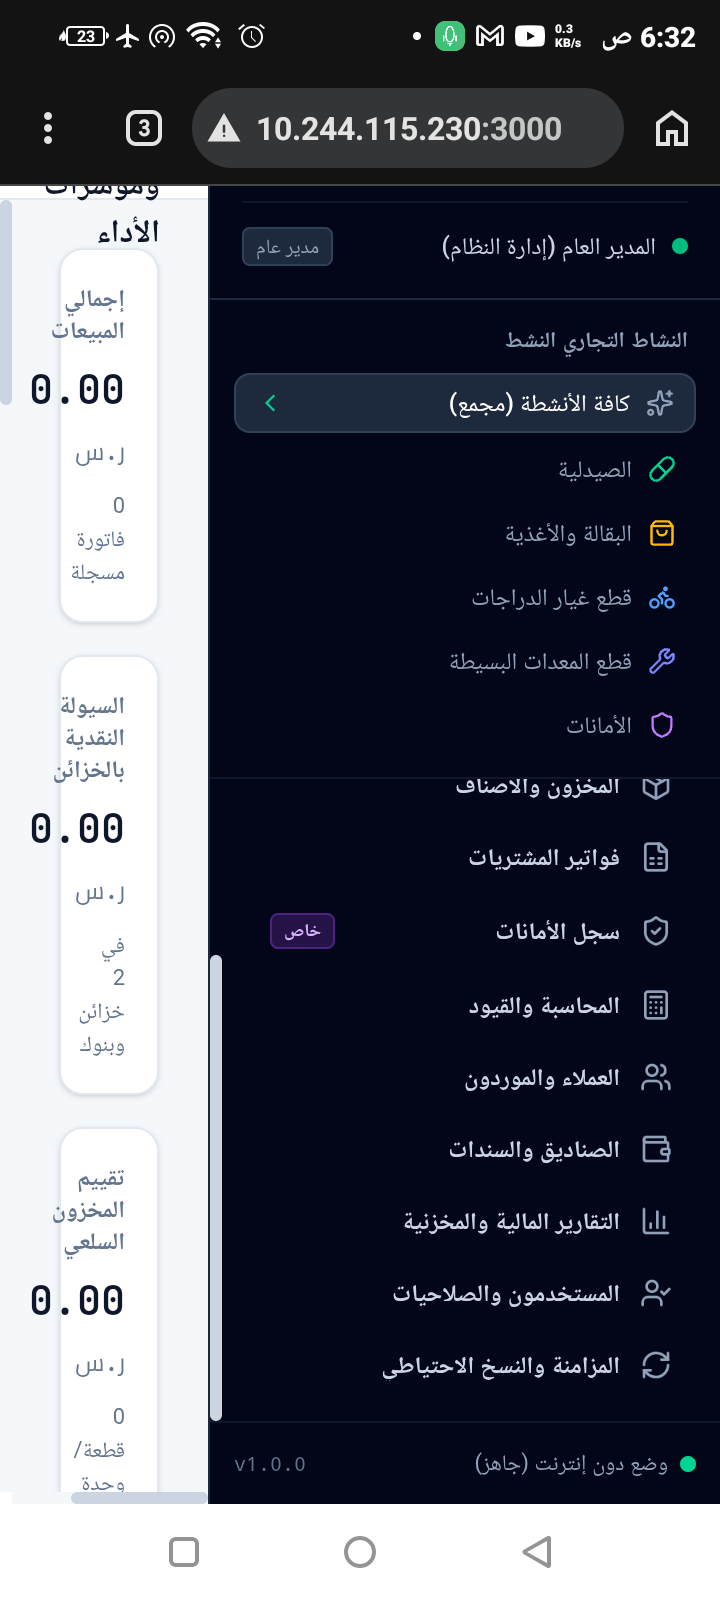 6:32 ص
0.3
KB/s
23
10.244.115.230:3000
3
المدير العام (إدارة النظام)
مدير عام
النشاط التجاري النشط
كافة الأنشطة (مجمع)
الصيدلية
البقالة والأغذية
قطع غيار الدراجات
قطع المعدات البسيطة
الأمانات
المخزون والأصناف
فواتير المشتريات
سجل الأمانات
خاص
المحاسبة والقيود
العملاء والموردون
الصناديق والسندات
التقارير المالية والمخزنية
المستخدمون والصلاحيات
المزامنة والنسخ الاحتياطي
وضع دون إنترنت (جاهز)
v1.0.0
ومؤشرات
الأداء
إجمالي
المبيعات
0.00
ر.س
0
فاتورة
مسجلة
السيولة
النقدية
بالخزائن
0.00
ر.س
في
2
خزائن
وبنوك
تقييم
المخزون
السلعي
0.00
ر.س
0
قطعة/
وحدة